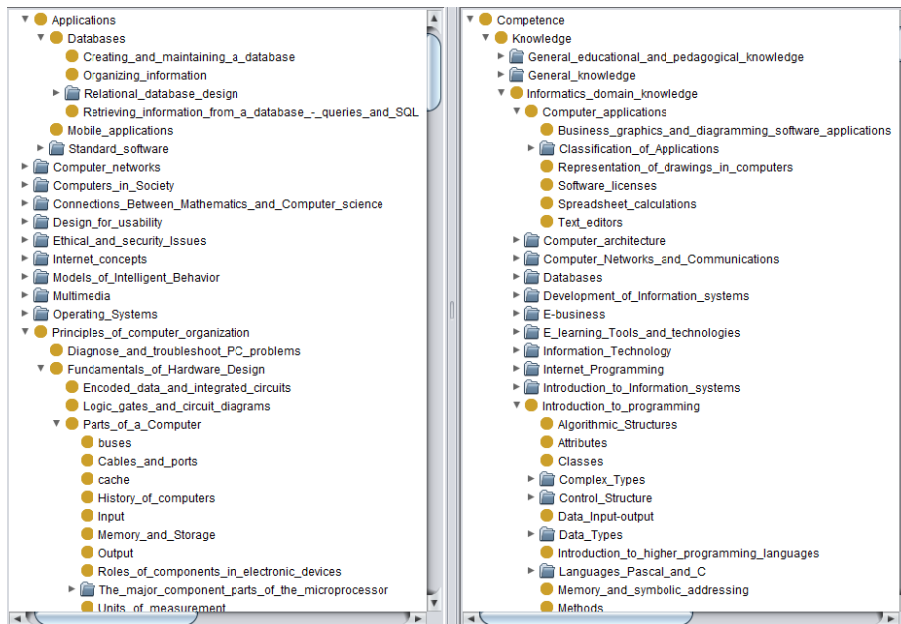 Applications
Databases
Creating_and_maintaining_a_database
Organizing_information
Relational_database_design
Retrieving_information_from_a_database_-_queries_and_SQL
Mobile_applications
Standard_software
Computer_networks
Computers_in_Society
Connections_Between_Mathematics_and_Computer_science
Design_for_usability
Ethical_and_security_Issues
Internet_concepts
Models_of_Intelligent_Behavior
Multimedia
Operating_Systems
Principles_of_computer_organization
Diagnose_and_troubleshoot_PC_problems
Fundamentals_of_Hardware_Design
Encoded_data_and_integrated_circuits
Logic_gates_and_circuit_diagrams
Parts_of_a_Computer
buses
Cables_and_ports
cache
History_of_computers
Input
Memory_and_Storage
Output
Roles_of_components_in_electronic_devices
The_major_component_parts_of_the_microprocessor
Units_of_measurement
Competence
Knowledge
General_educational_and_pedagogical_knowledge
General_knowledge
Informatics_domain_knowledge
Computer_applications
Business_graphics_and_diagramming_software_applications
Classification_of_Applications
Representation_of_drawings_in_computers
Software_licenses
Spreadsheet_calculations
Text_editors
Computer_architecture
Computer_Networks_and_Communications
Databases
Development_of_Information_systems
E-business
E_learning_Tools_and_technologies
Information_Technology
Internet_Programming
Introduction_to_Information_systems
Introduction_to_programming
Algorithmic_Structures
Attributes
Classes
Complex_Types
Control_Structure
Data_Input-output
Data_Types
Introduction_to_higher_programming_languages
Languages_Pascal_and_C
Memory_and_symbolic_addressing
Methods